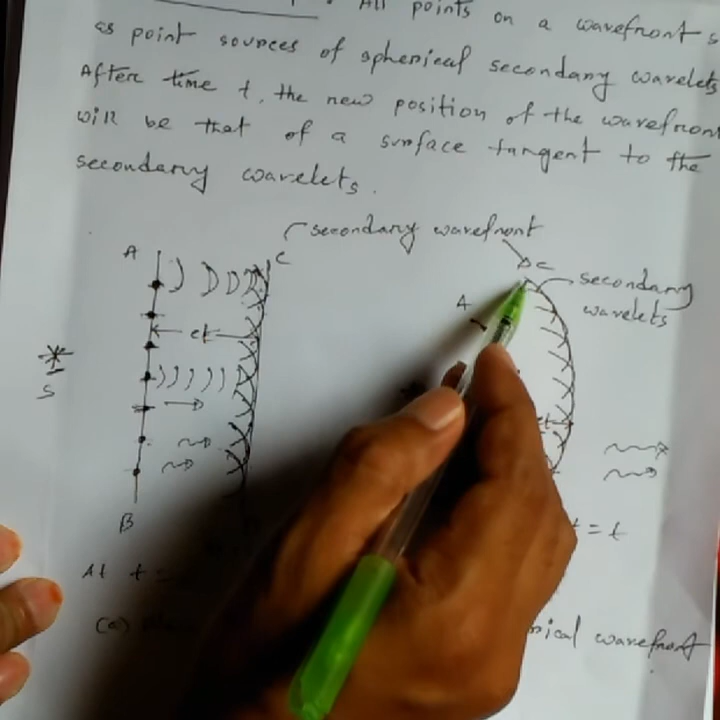 : All points on a wavefront s
as point sources of spherical secondary wavelets
After time t, the new position of the wavefront
will be that of a surface tangent to the
secondary wavelets.
secondary wavefront
A
C
C
secondary
wavelets
A
ct
S
B
t = t
At t =
(a)
wavefront